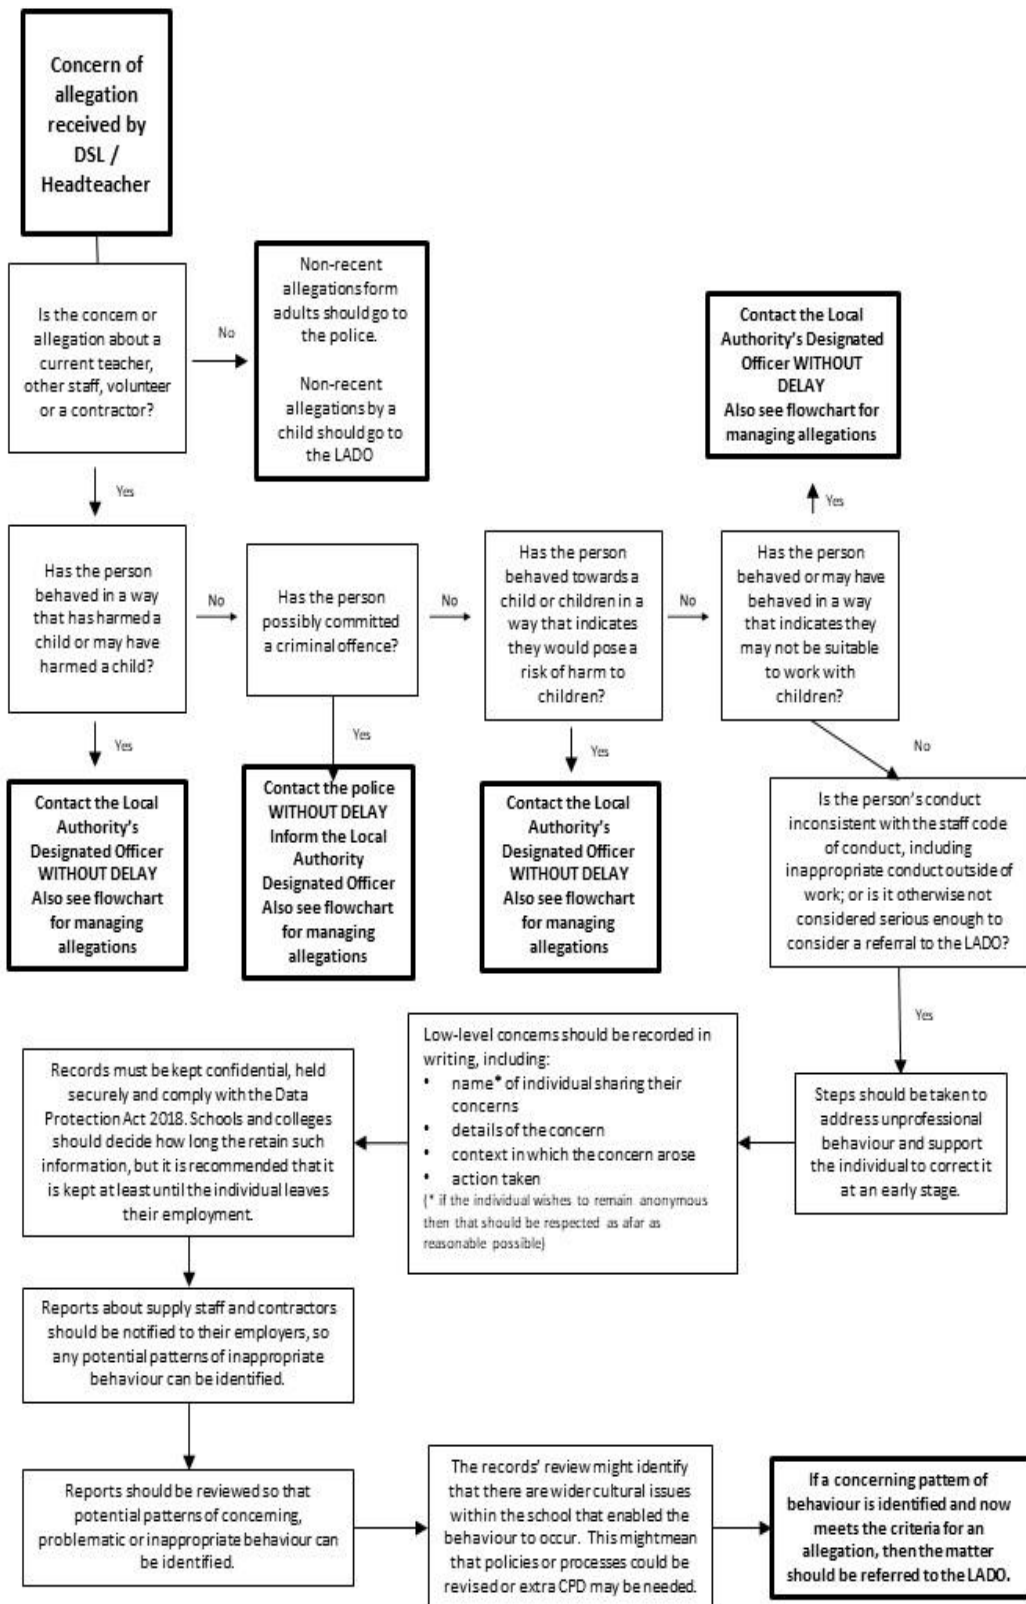 Concern of
allegation
received by
DSL /
Headteacher
Is the concern or
allegation about a
current teacher,
other staff, volunteer
or a contractor?
No
Non-recent
allegations form
adults should go to
the police.
Non-recent
allegations by a
child should go to
the LADO
Contact the Local
Authority's Designated
Officer WITHOUT
DELAY
Also see flowchart for
managing allegations
Yes
Yes
Has the person
behaved in a way
that has harmed a
child or may have
harmed a child?
No
Has the person
possibly committed
a criminal offence?
No
Has the person
behaved towards a
child or children in a
way that indicates
they would pose a
risk of harm to
children?
No
Has the person
behaved or may have
behaved in a way
that indicates they
may not be suitable
to work with
children?
Yes
Yes
Yes
No
Contact the Local
Authority's
Designated Officer
WITHOUT DELAY
Also see flowchart
for managing
allegations
Contact the police
WITHOUT DELAY
Inform the Local
Authority
Designated Officer
Also see flowchart
for managing
allegations
Contact the Local
Authority's
Designated Officer
WITHOUT DELAY
Also see flowchart
for managing
allegations
Is the person's conduct
inconsistent with the staff code
of conduct, including
inappropriate conduct outside of
work; or is it otherwise not
considered serious enough to
consider a referral to the LADO?
Yes
Steps should be taken to
address unprofessional
behaviour and support
the individual to correct it
at an early stage.
Low-level concerns should be recorded in
writing, including:
• name* of individual sharing their
concerns
• details of the concern
• context in which the concern arose
• action taken
(* if the individual wishes to remain anonymous
then that should be respected as afar as
reasonable possible)
Records must be kept confidential, held
securely and comply with the Data
Protection Act 2018. Schools and colleges
should decide how long the retain such
information, but it is recommended that it
is kept at least until the individual leaves
their employment.
Reports about supply staff and contractors
should be notified to their employers, so
any potential patterns of inappropriate
behaviour can be identified.
Reports should be reviewed so that
potential patterns of concerning,
problematic or inappropriate behaviour can
be identified.
The records' review might identify
that there are wider cultural issues
within the school that enabled the
behaviour to occur. This mightmean
that policies or processes could be
revised or extra CPD may be needed.
If a concerning pattern of
behaviour is identified and now
meets the criteria for an
allegation, then the matter
should be referred to the LADO.